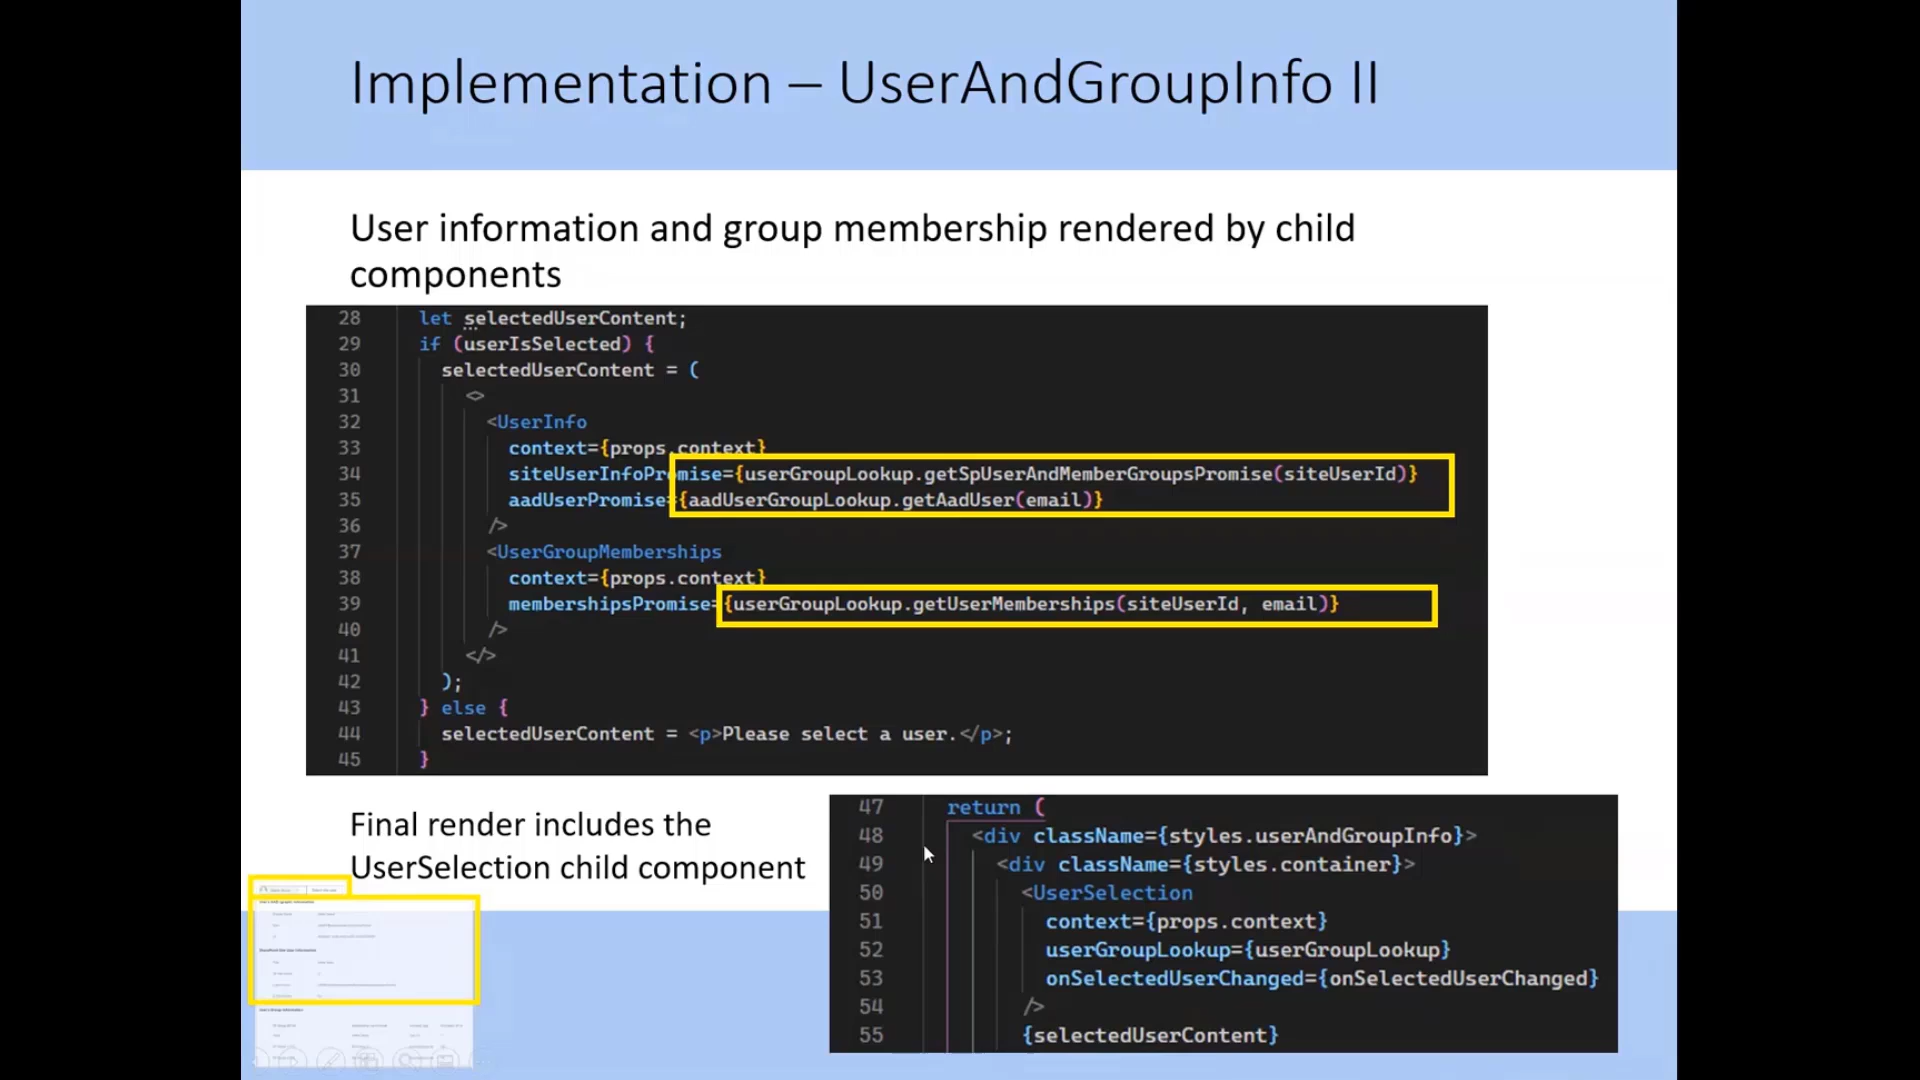 Implementation – UserAndGroupInfo II
User information and group membership rendered by child
components
28 let selectedUserContent;
29 if (userIsSelected) {
30 selectedUserContent = (
31 <>
32 <UserInfo
33 context={props.context}
34 siteUserInfoPromise={userGroupLookup.getSpUserAndMemberGroupsPromise(siteUserId)}
35 aadUserPromise={aadUserGroupLookup.getAadUser(email)}
36 />
37 <UserGroupMemberships
38 context={props.context}
39 membershipsPromise={userGroupLookup.getUserMemberships(siteUserId, email)}
40 />
41 </>
42 );
43 } else {
44 selectedUserContent = <p>Please select a user.</p>;
45 }
Final render includes the
UserSelection child component
47 return (
48 <div className={styles.userAndGroupInfo}>
49 <div className={styles.container}>
50 <UserSelection
51 context={props.context}
52 userGroupLookup={userGroupLookup}
53 onSelectedUserChanged={onSelectedUserChanged}
54 />
55 {selectedUserContent}